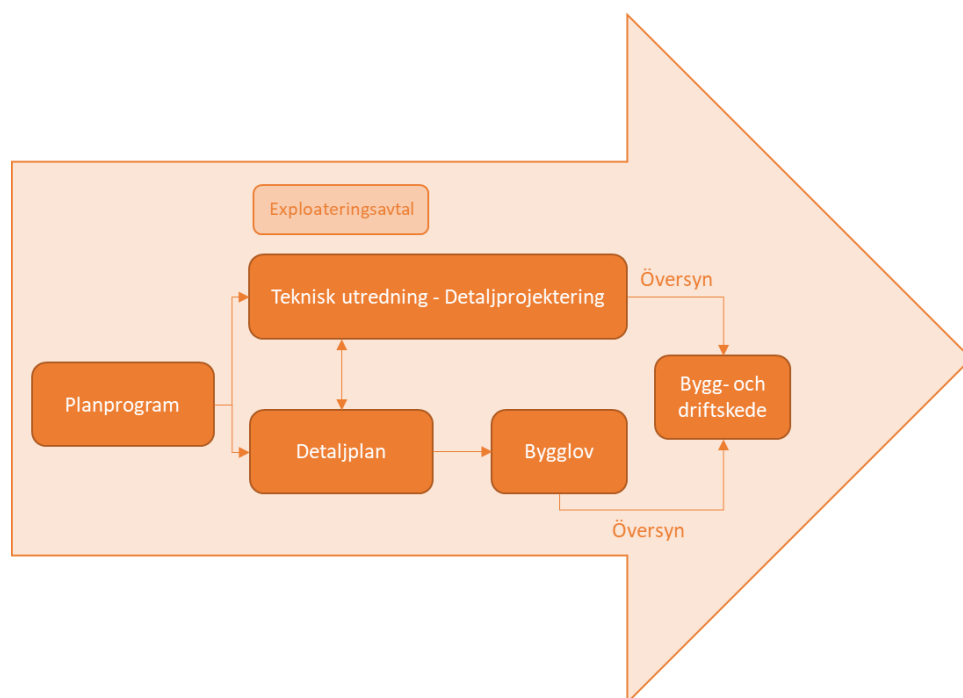 Exploateringsavtal
Teknisk utredning - Detaljprojektering
Översyn
Planprogram
Bygg- och
driftskede
Detaljplan
Bygglov
Översyn